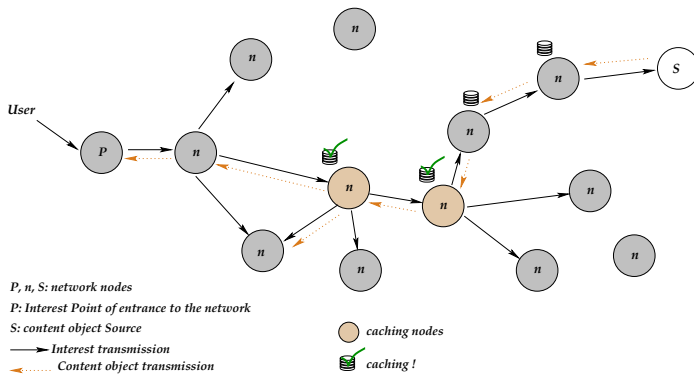 n
n
n
S
User
n
P
n
n
n
n
n
n
n
n
n
P, n, S: network nodes
P: Interest Point of entrance to the network
S: content object Source
Interest transmission
Content object transmission
caching nodes
caching !